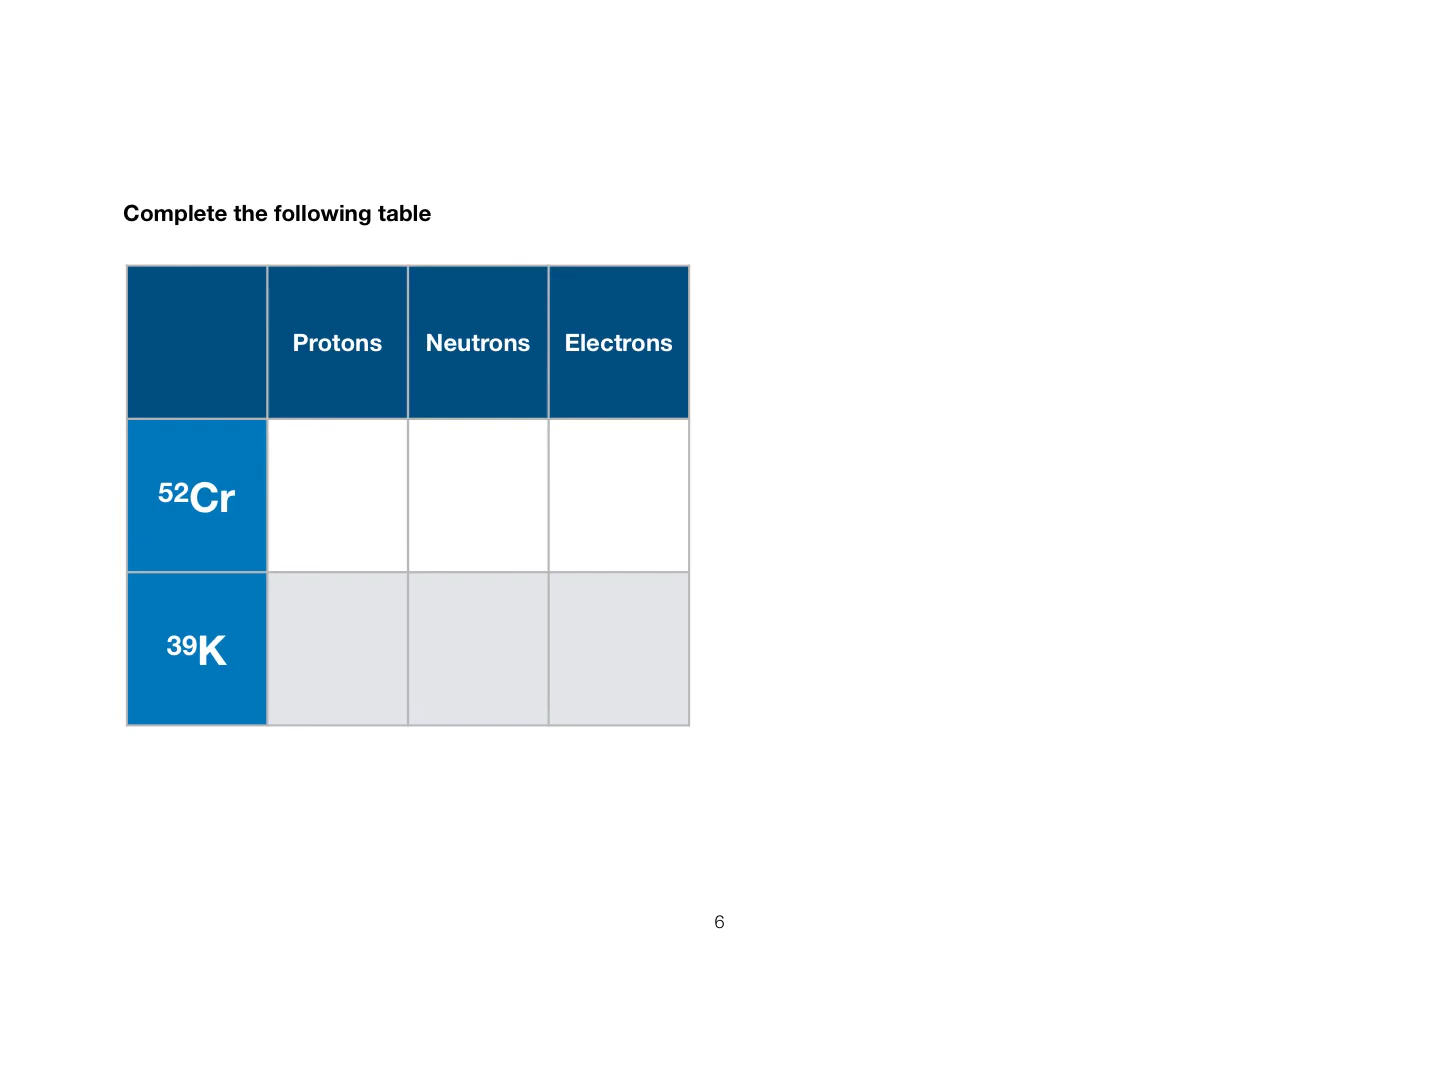 Complete the following table
Protons Neutrons Electrons
⁵²Cr
³⁹K
6